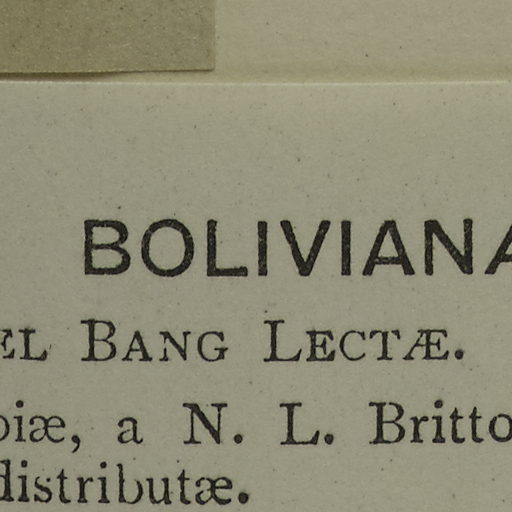 BOLIVIANA
EL BANG LECTÆ.
biæ, a N. L. Britto
distributæ.